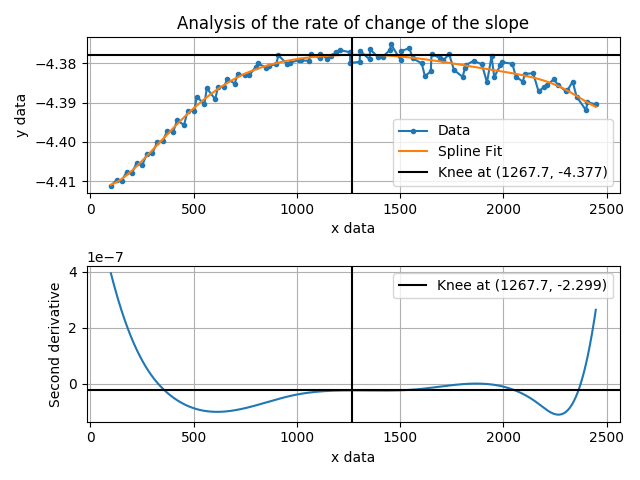 Analysis of the rate of change of the slope
−4.38
−4.39
−4.40
−4.41
y data
Data
Spline Fit
Knee at (1267.7, -4.377)
0 500 1000 1500 2000 2500
x data
1e−7
4
2
0
Second derivative
Knee at (1267.7, -2.299)
0 500 1000 1500 2000 2500
x data